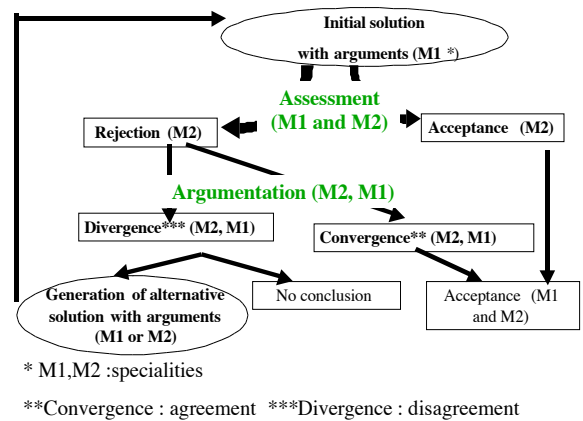 Initial solution
with arguments (M1 *)
Assessment
(M1 and M2)
Rejection (M2)
Acceptance (M2)
Argumentation (M2, M1)
Divergence*** (M2, M1)
Convergence** (M2, M1)
Generation of alternative
solution with arguments
(M1 or M2)
No conclusion
Acceptance (M1
and M2)
* M1,M2 :specialities
**Convergence : agreement ***Divergence : disagreement